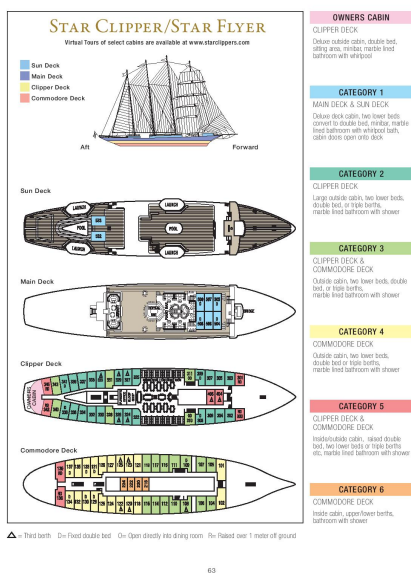 STAR CLIPPER/STAR FLYER
Virtual Tours of select cabins are available at www.starclippers.com
Sun Deck
Main Deck
Clipper Deck
Commodore Deck
Aft
Forward
Sun Deck
LAUNCH
LAUNCH
POOL
POOL
LAUNCH
LAUNCH
Main Deck
Clipper Deck
OWNERS CABIN
Commodore Deck
OWNERS CABIN
CLIPPER DECK
Deluxe outside cabin, double bed,
sitting area, minibar, marble lined
bathroom with whirlpool
CATEGORY 1
MAIN DECK & SUN DECK
Deluxe deck cabin, two lower beds
convert to double bed, minibar, marble
lined bathroom with whirlpool bath,
cabin doors open onto deck
CATEGORY 2
CLIPPER DECK
Large outside cabin, two lower beds,
double bed, or triple berths,
marble lined bathroom with shower
CATEGORY 3
CLIPPER DECK &
COMMODORE DECK
Outside cabin, two lower beds, double
bed, or triple berths,
marble lined bathroom with shower
CATEGORY 4
COMMODORE DECK
Outside cabin, two lower beds,
double bed or triple berths
marble lined bathroom with shower
CATEGORY 5
CLIPPER DECK &
COMMODORE DECK
Inside/outside cabin, raised double
bed, two lower beds or triple berths
etc, marble lined bathroom with shower
CATEGORY 6
COMMODORE DECK
Inside cabin, upper/lower berths,
bathroom with shower
= Third berth D= Fixed double bed O= Open directly into dining room R= Raised over 1 meter off ground
63